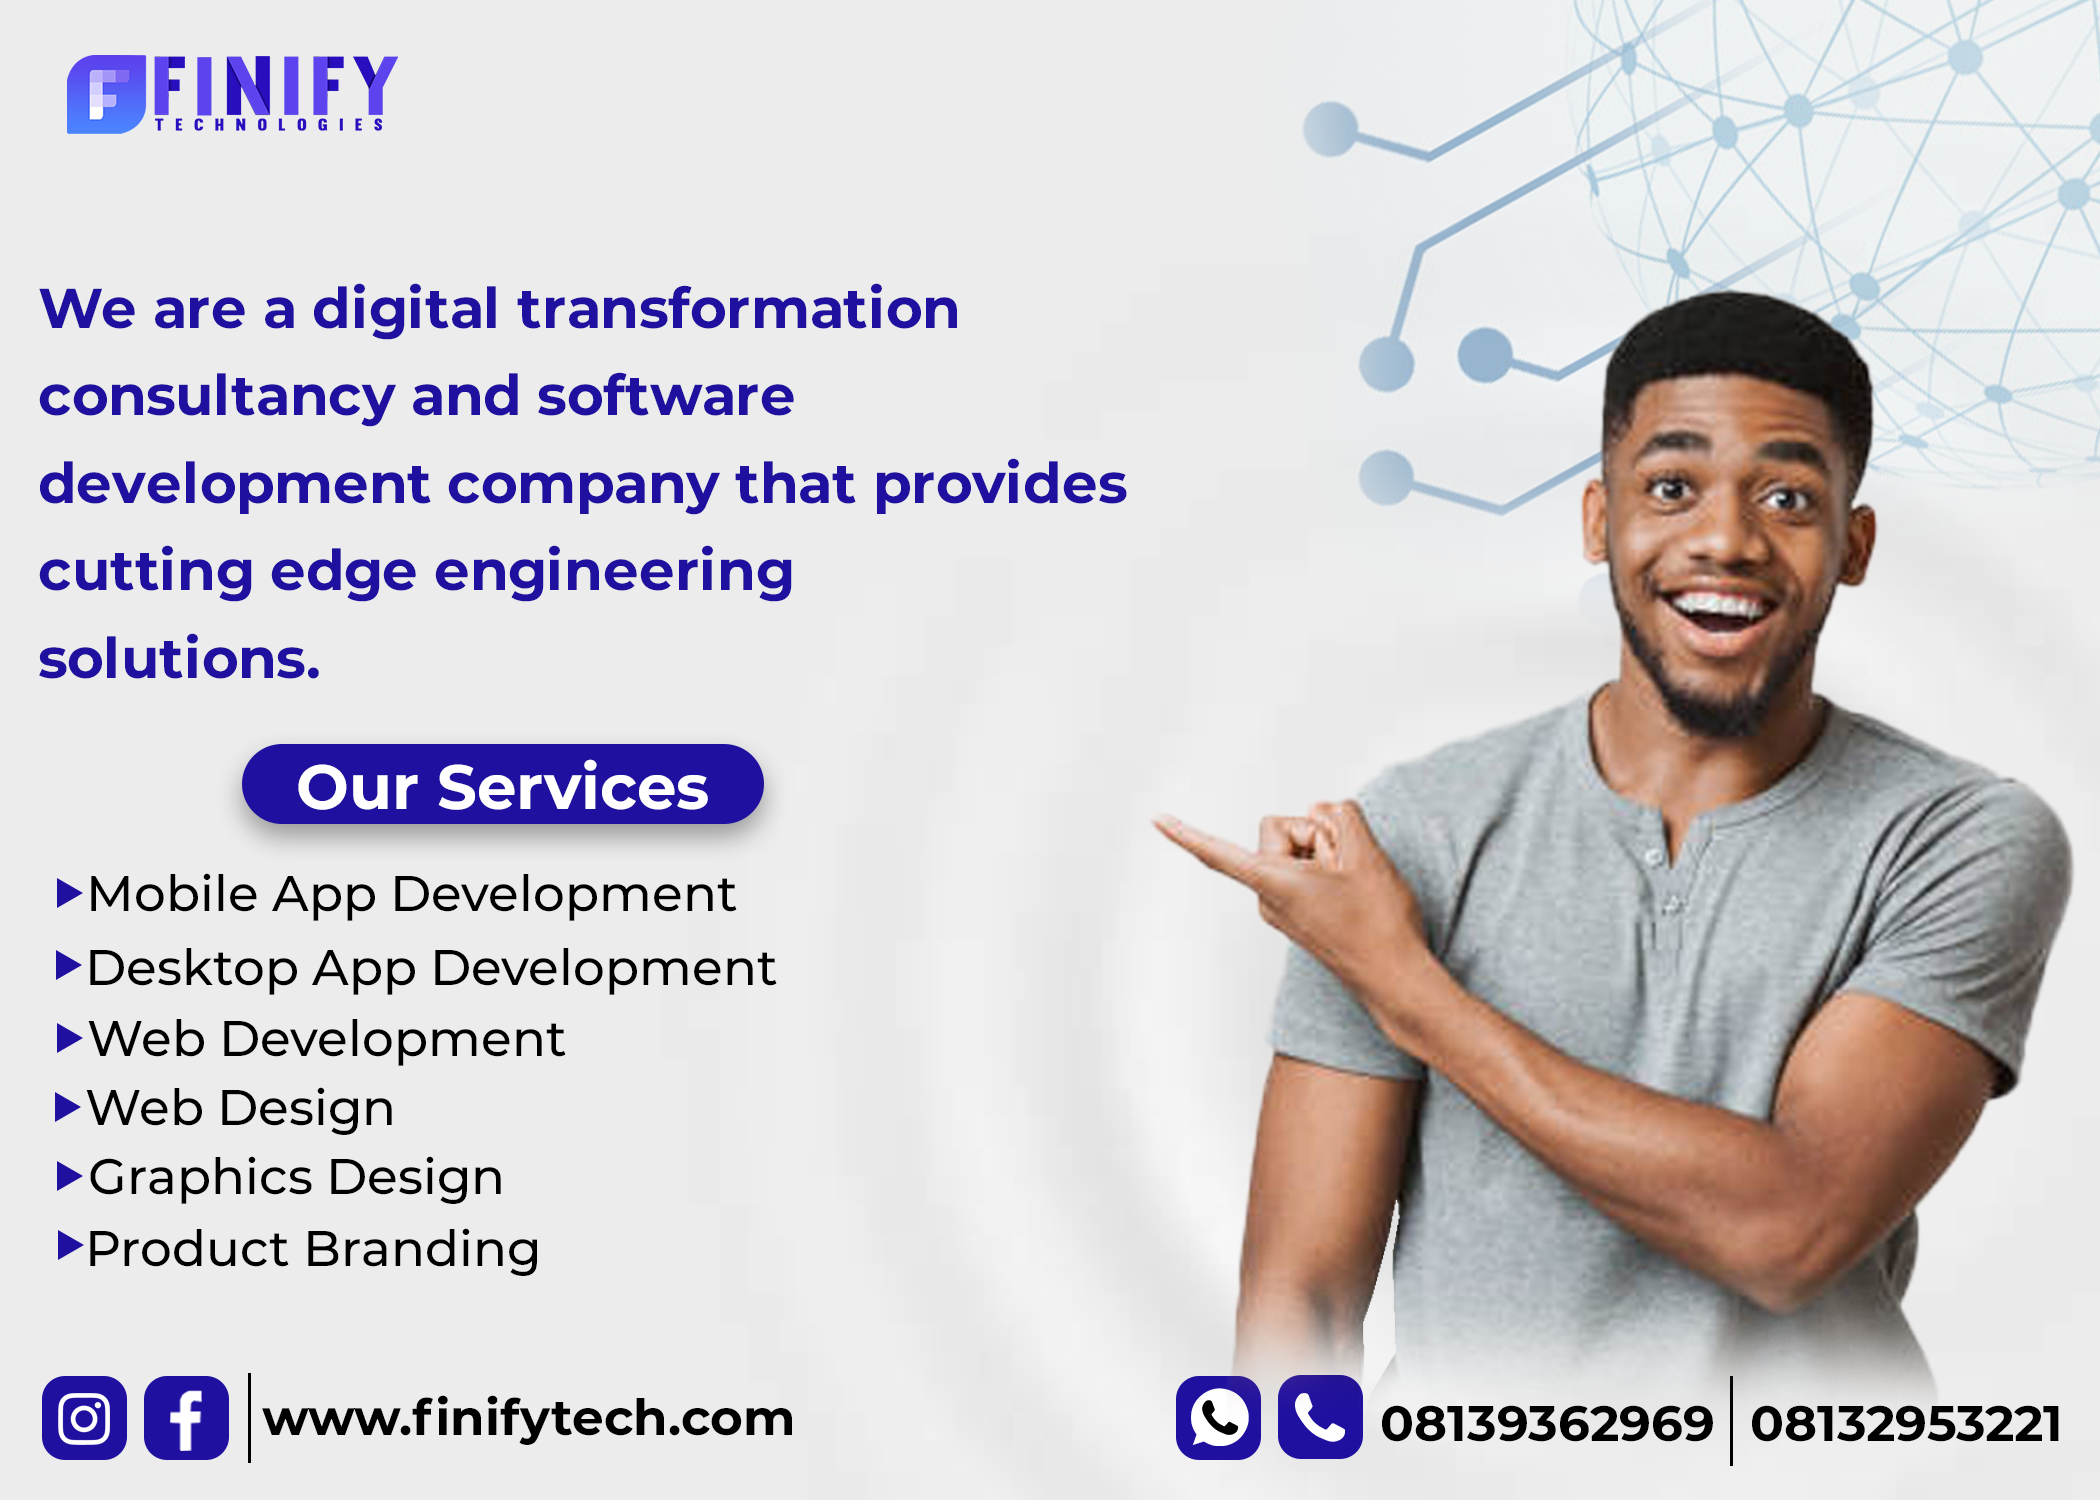 FINIFY
TECHNOLOGIES
We are a digital transformation
consultancy and software
development company that provides
cutting edge engineering
solutions.
Our Services
Mobile App Development
Desktop App Development
Web Development
Web Design
Graphics Design
Product Branding
www.finifytech.com
08139362969 | 08132953221